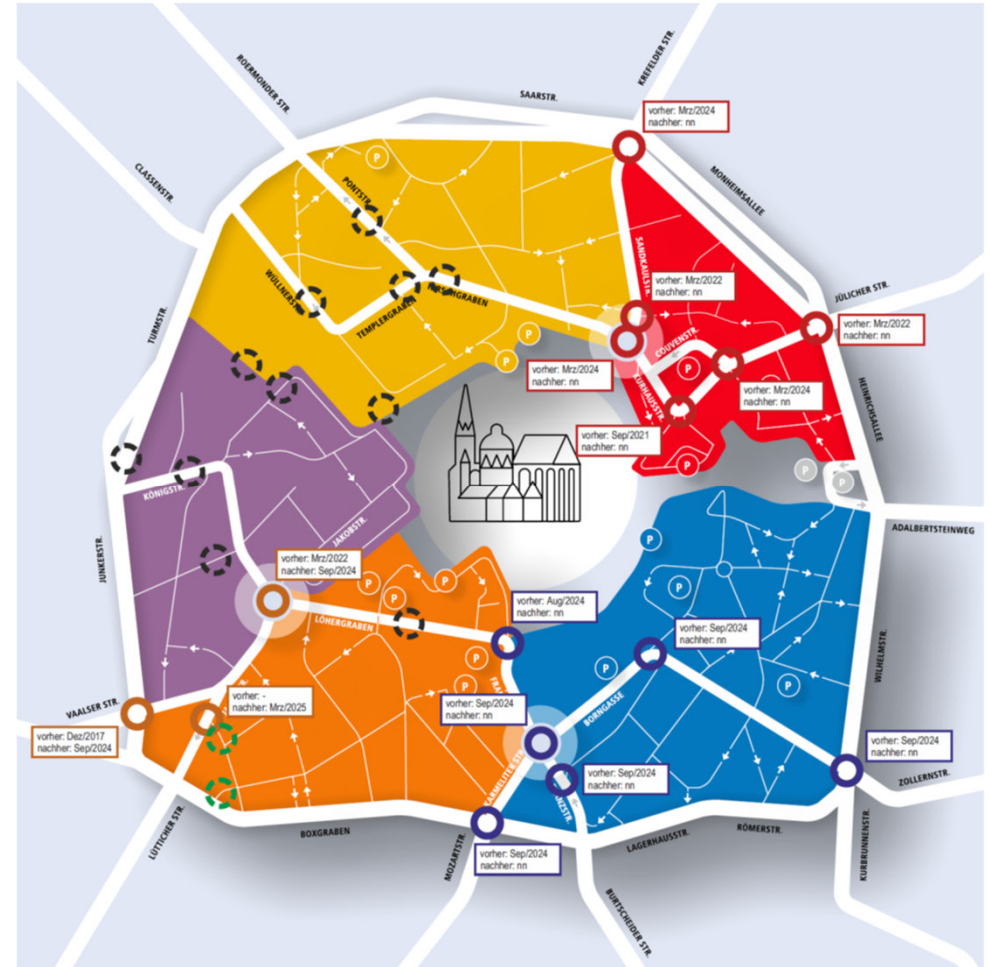 KREFELDER STR.
ROERMONDER STR.
SAARSTR.
vorher: Mrz/2024
nachher: nn
CLASSENSTR.
MONHEIMSALLEE
PONTSTR.
SANDKAULSTR.
WÜLLNERSTR.
TEMPLERGRABEN
HIRSCHGRABEN
vorher: Mrz/2022
nachher: nn
JÜLICHER STR.
TURMSTR.
COUVENSTR.
vorher: Mrz/2022
nachher: nn
vorher: Mrz/2024
nachher: nn
KURHAUSSTR.
vorher: Mrz/2024
nachher: nn
HEINRICHSALLEE
vorher: Sep/2021
nachher: nn
P
P
P
P
P
P
P
KÖNIGSTR.
JAKOBSTR.
ADALBERTSTEINWEG
JUNKERSTR.
vorher: Mrz/2022
nachher: Sep/2024
P
P
P
P
P
LÖHERGRABEN
vorher: Aug/2024
nachher: nn
vorher: Sep/2024
nachher: nn
WILHELMSTR.
P
P
P
P
VAALSER STR.
vorher: -
nachher: Mrz/2025
vorher: Sep/2024
nachher: nn
BORNGASSE
vorher: Dez/2017
nachher: Sep/2024
KARMELITER STR.
vorher: Sep/2024
nachher: nn
vorher: Sep/2024
nachher: nn
ZOLLERNSTR.
LÜTTICHER STR.
BOXGRABEN
MOZARTSTR.
vorher: Sep/2024
nachher: nn
LAGERHAUSSTR.
RÖMERSTR.
KURBRUNNENSTR.
BURTSCHEIDER STR.